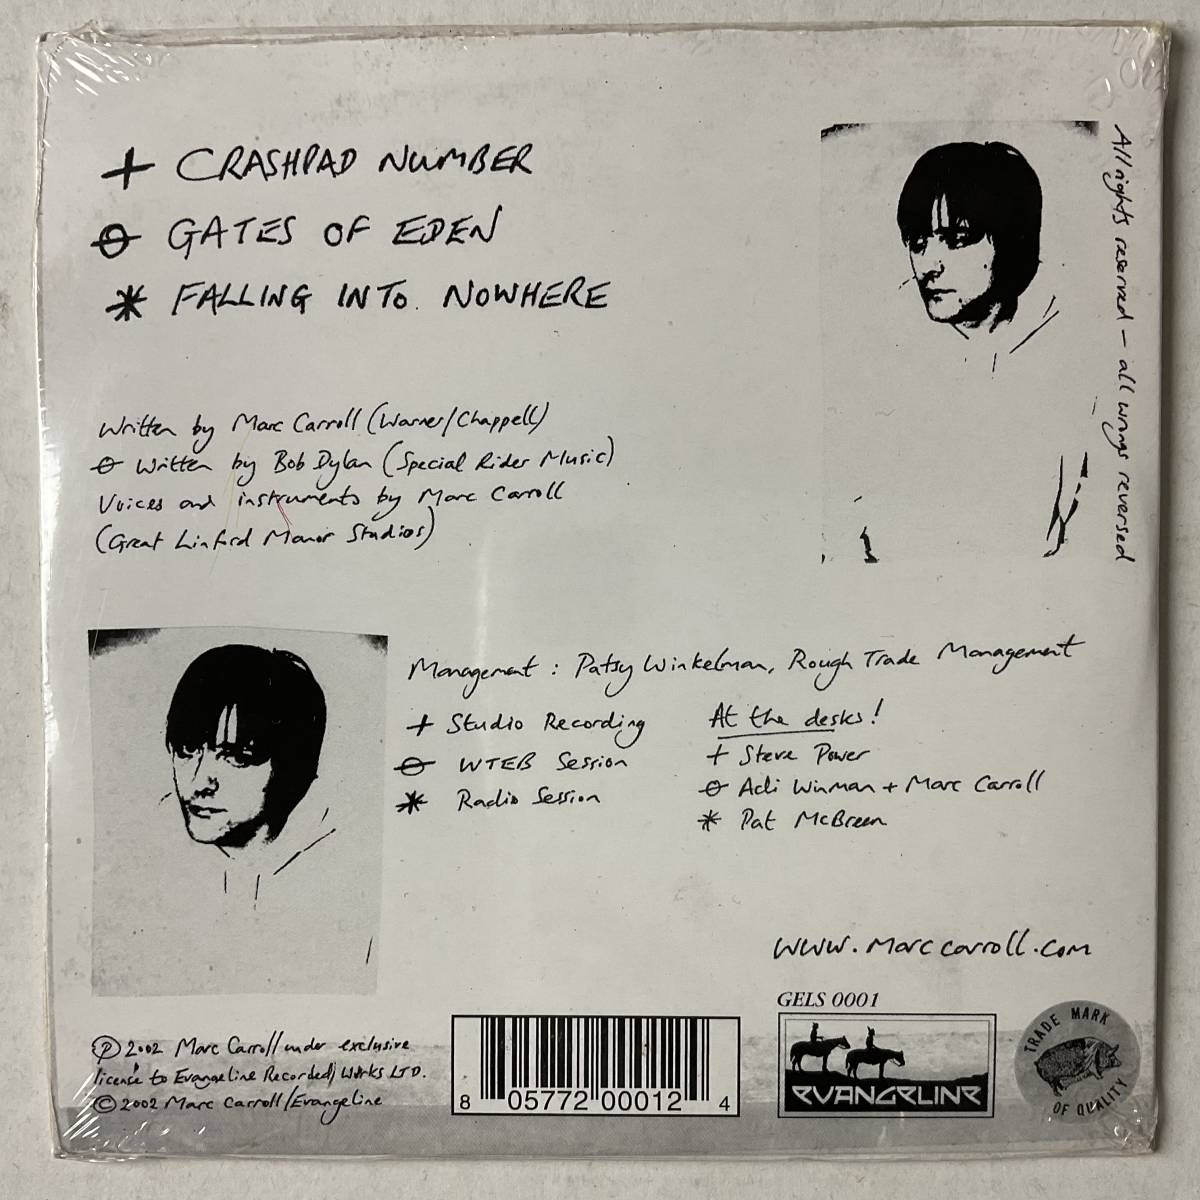 + CRASHPAD NUMBER
ɵ GATES OF EDEN
* FALLING INTO NOWHERE
All rights reserved – all wrongs reversed
Written by Marc Carroll (Warner/Chappell)
ɵ Written by Bob Dylan (Special Rider Music)
Voices and instruments by Marc Carroll
(Great Linford Manor Studios)
Management : Patsy Winkelman, Rough Trade Management
+ Studio Recording
ɵ WTEB Session
* Radio Session
At the desks!
+ Steve Power
ɵ Adi Winman + Marc Carroll
* Pat McBreen
www.marccarroll.com
Ⓟ 2002 Marc Carroll under exclusive
license to Evangeline Recorded Works LTD.
© 2002 Marc Carroll/Evangeline
8 05772 00012 4
GELS 0001
EVANGELINE
TRADE MARK
OF QUALITY